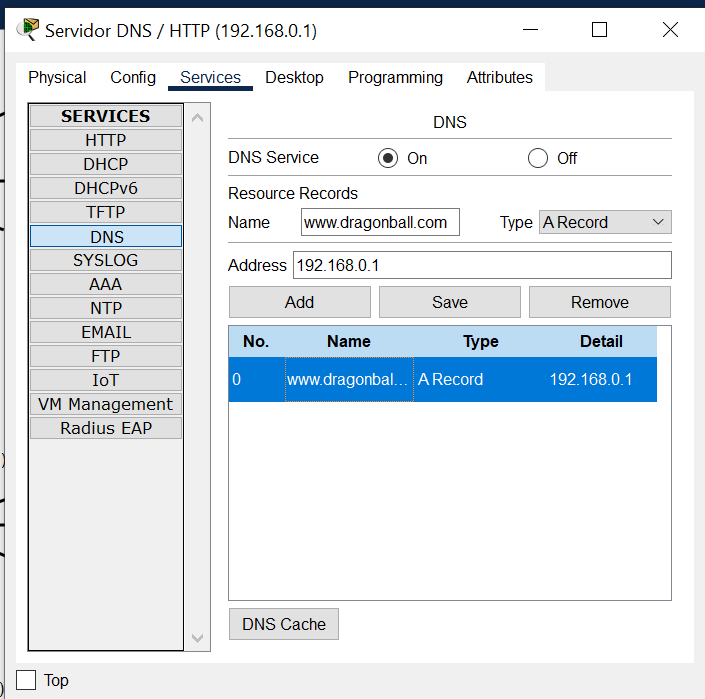 Servidor DNS / HTTP (192.168.0.1)
Physical Config Services Desktop Programming Attributes
SERVICES
HTTP
DHCP
DHCPv6
TFTP
DNS
SYSLOG
AAA
NTP
EMAIL
FTP
IoT
VM Management
Radius EAP
DNS
DNS Service On Off
Resource Records
Name www.dragonball.com Type A Record
Address 192.168.0.1
Add Save Remove
No. Name Type Detail
0 www.dragonbal... A Record 192.168.0.1
DNS Cache
Top